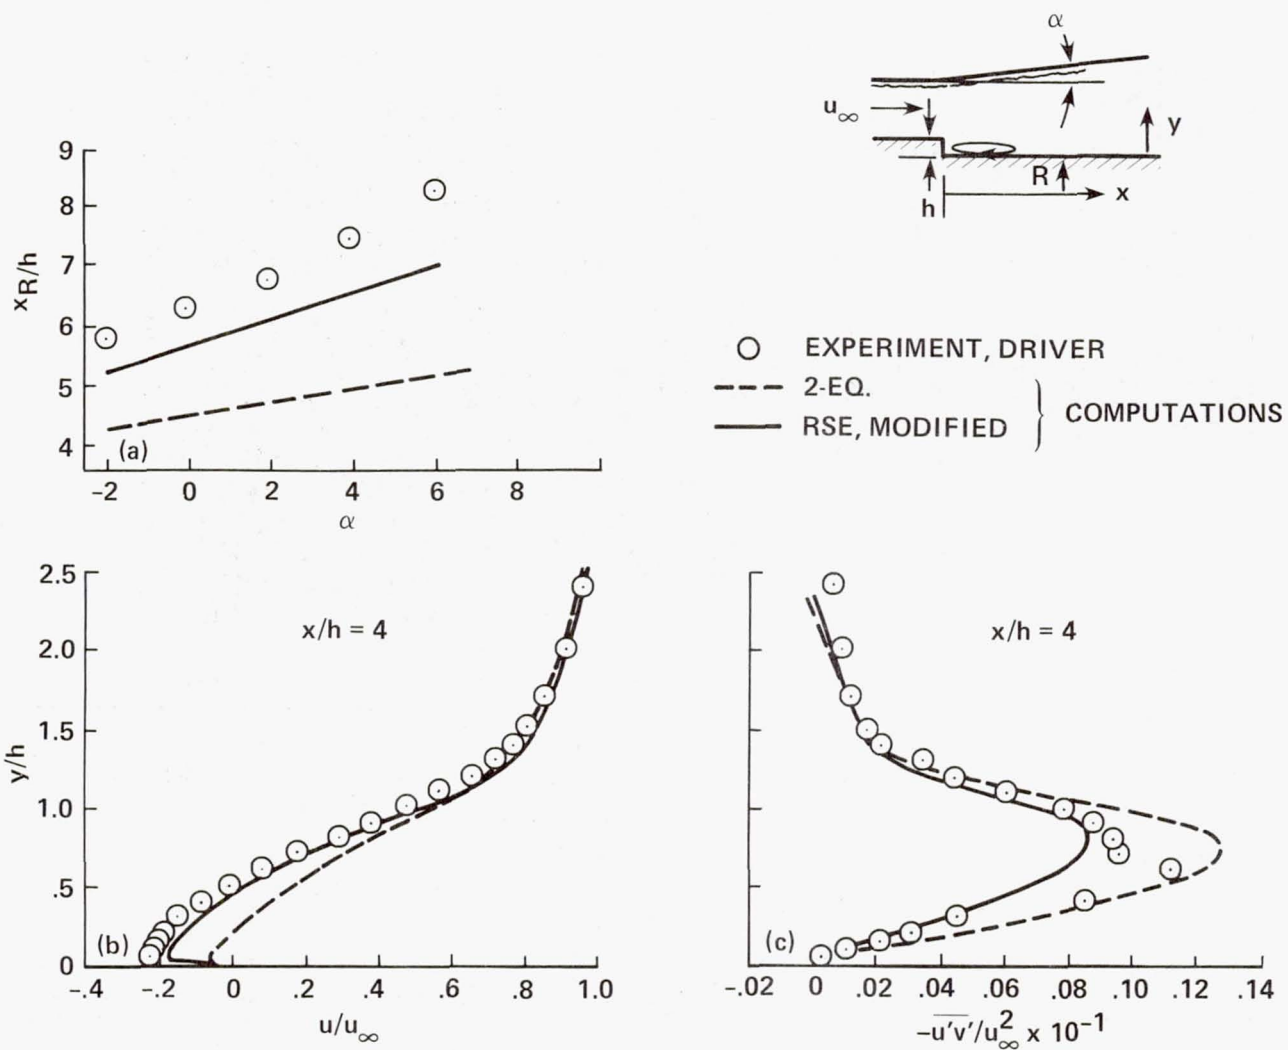 α
u∞
y
R
x
h
9
8
7
6
5
4
xR/h
(a)
-2 0 2 4 6 8
α
EXPERIMENT, DRIVER
2-EQ.
RSE, MODIFIED
COMPUTATIONS
2.5
2.0
1.5
1.0
.5
0
y/h
x/h = 4
(b)
-.4 -.2 0 .2 .4 .6 .8 1.0
u/u∞
x/h = 4
(c)
-.02 0 .02 .04 .06 .08 .10 .12 .14
-u′v′/u∞² x 10⁻¹